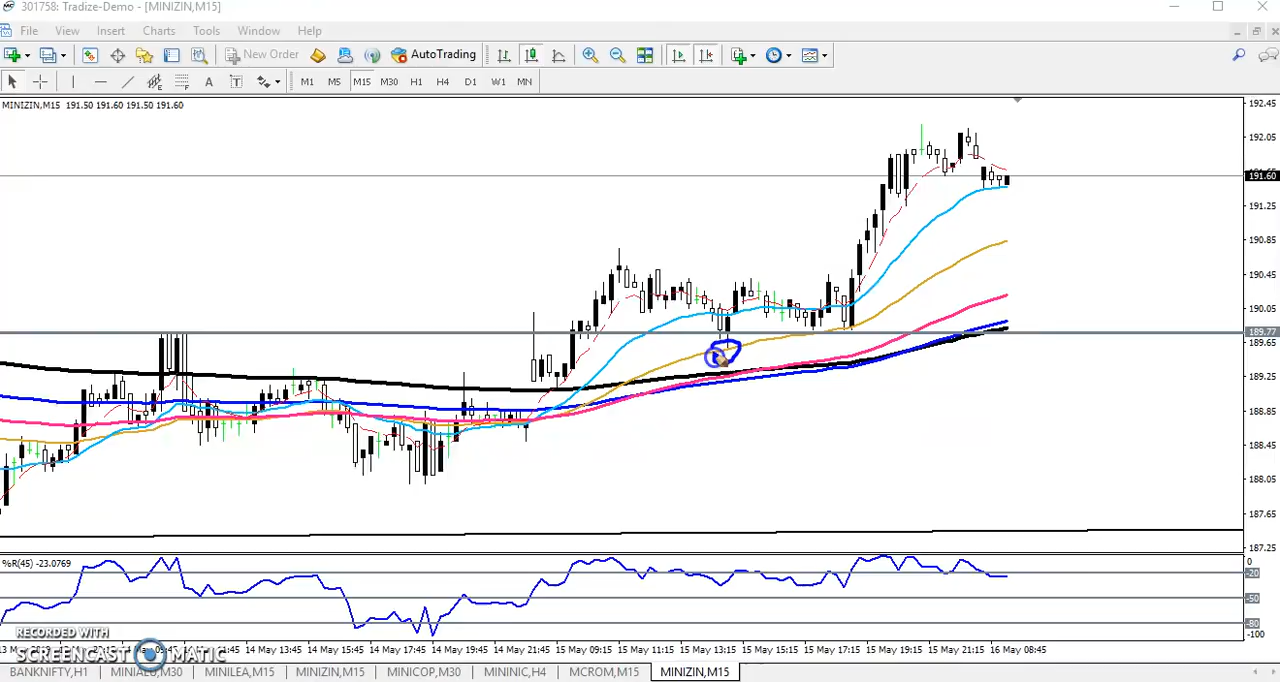 301758: Tradize-Demo - [MINIZIN,M15]
File View Insert Charts Tools Window Help
New Order AutoTrading
A T M1 M5 M15 M30 H1 H4 D1 W1 MN
MINIZIN,M15 191.50 191.60 191.50 191.60
192.45
192.05
191.60
191.25
190.85
190.45
190.05
189.77
189.65
189.25
188.85
188.45
188.05
187.65
187.25
%R(45) -23.0769
0
-20
-50
-80
-100
RECORDED WITH
SCREENCAST MATIC
14 May 11:45 14 May 13:45 14 May 15:45 14 May 17:45 14 May 19:45 14 May 21:45 15 May 09:15 15 May 11:15 15 May 13:15 15 May 15:15 15 May 17:15 15 May 19:15 15 May 21:15 16 May 08:45
BANKNIFTY,H1 MINIALU,M30 MINILEA,M15 MINIZIN,M15 MINICOP,M30 MININIC,H4 MCROM,M15 MINIZIN,M15